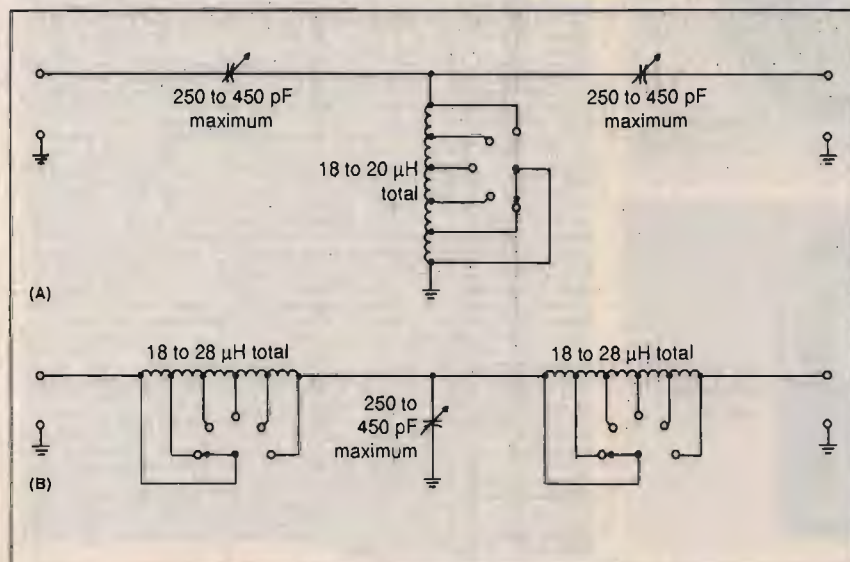 250 to 450 pF
maximum
250 to 450 pF
maximum
18 to 20 µH
total
(A)
18 to 28 µH total
18 to 28 µH total
250 to
450 pF
maximum
(B)